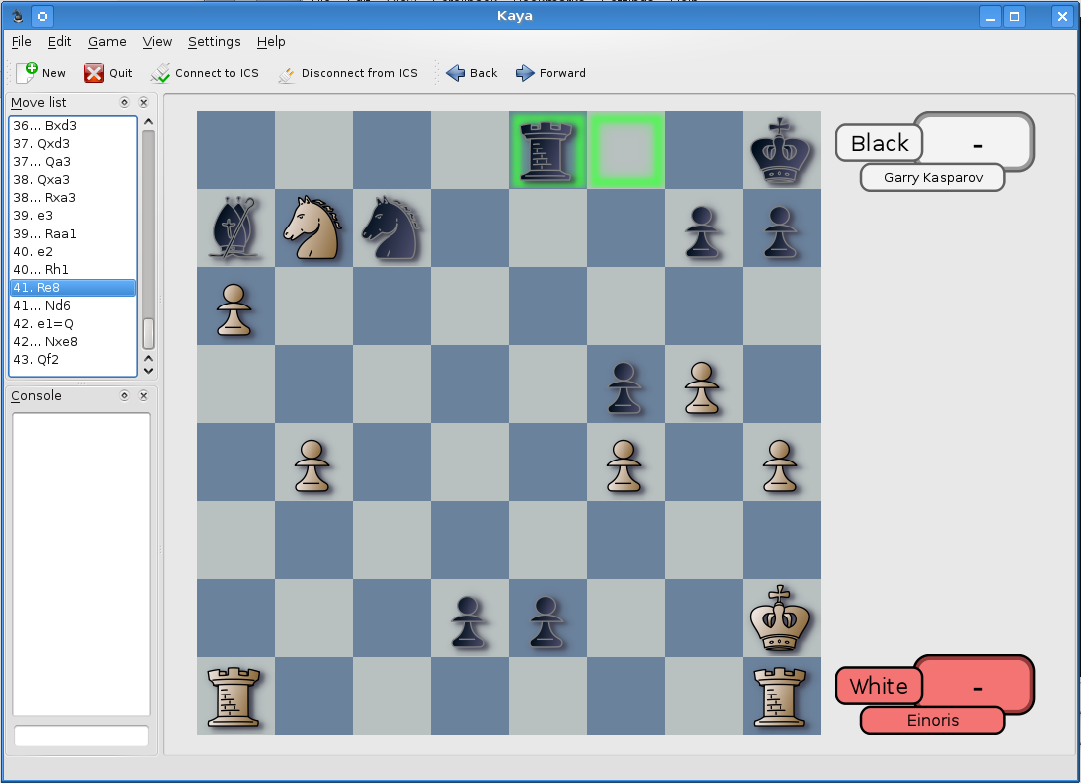 Kaya
File Edit Game View Settings Help
New Quit Connect to ICS Disconnect from ICS Back Forward
Move list
36... Bxd3
37. Qxd3
37... Qa3
38. Qxa3
38... Rxa3
39. e3
39... Raa1
40. e2
40... Rh1
41. Re8
41... Nd6
42. e1=Q
42... Nxe8
43. Qf2
Console
Black -
Garry Kasparov
White -
Einoris